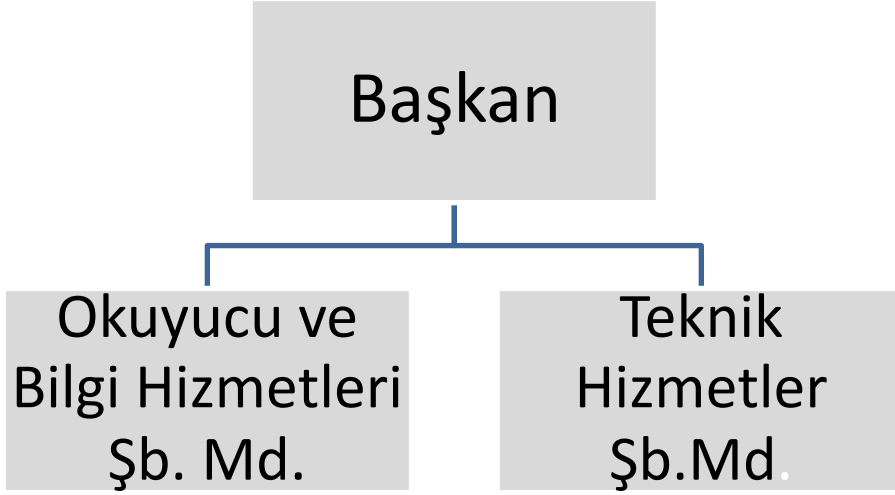 Başkan
Okuyucu ve
Bilgi Hizmetleri
Şb. Md.
Teknik
Hizmetler
Şb.Md.